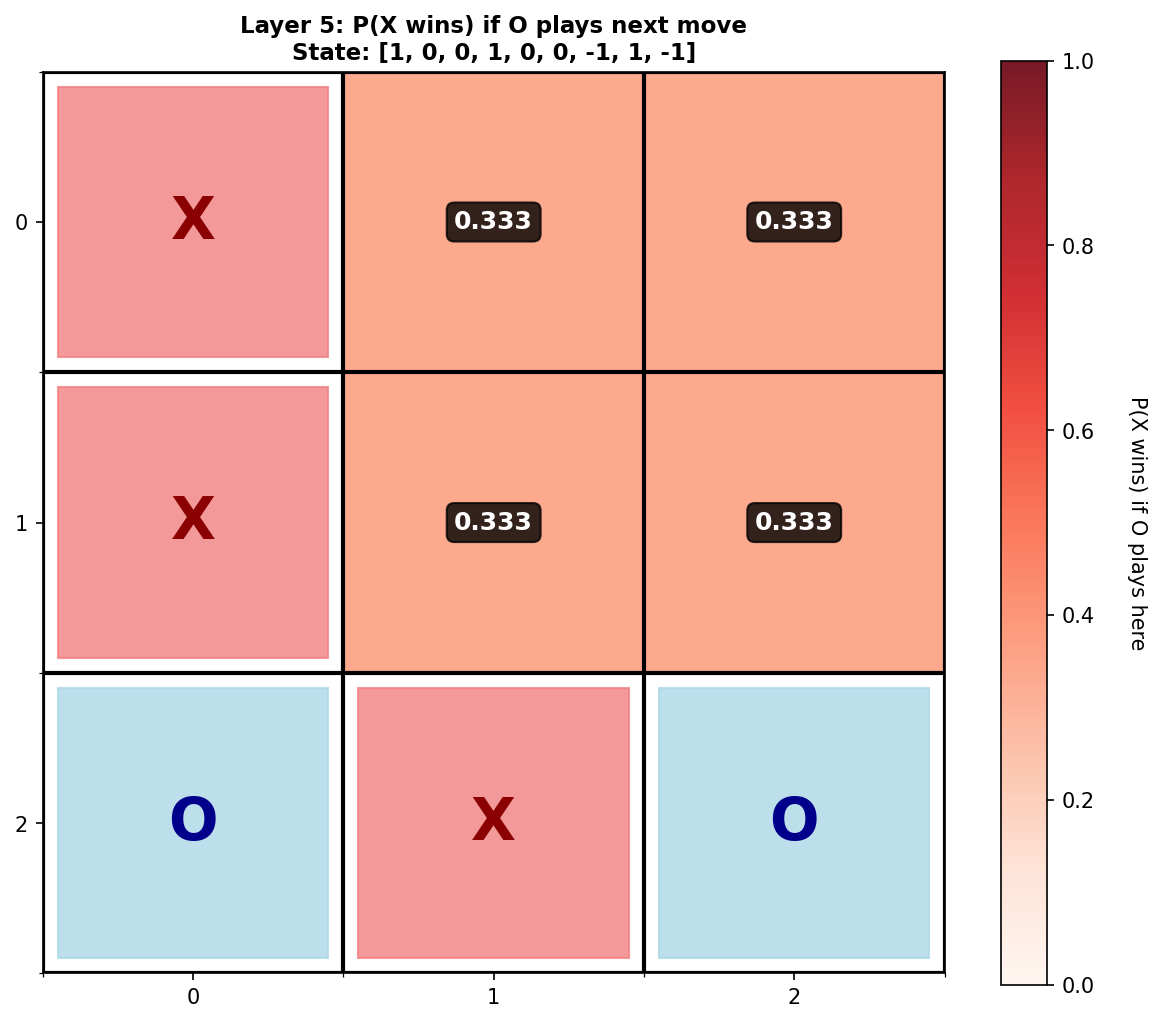 Layer 5: P(X wins) if O plays next move
State: [1, 0, 0, 1, 0, 0, -1, 1, -1]
0
X
0.333
0.333
1
X
0.333
0.333
2
O
X
O
0
1
2
1.0
0.8
0.6
0.4
0.2
0.0
P(X wins) if O plays here